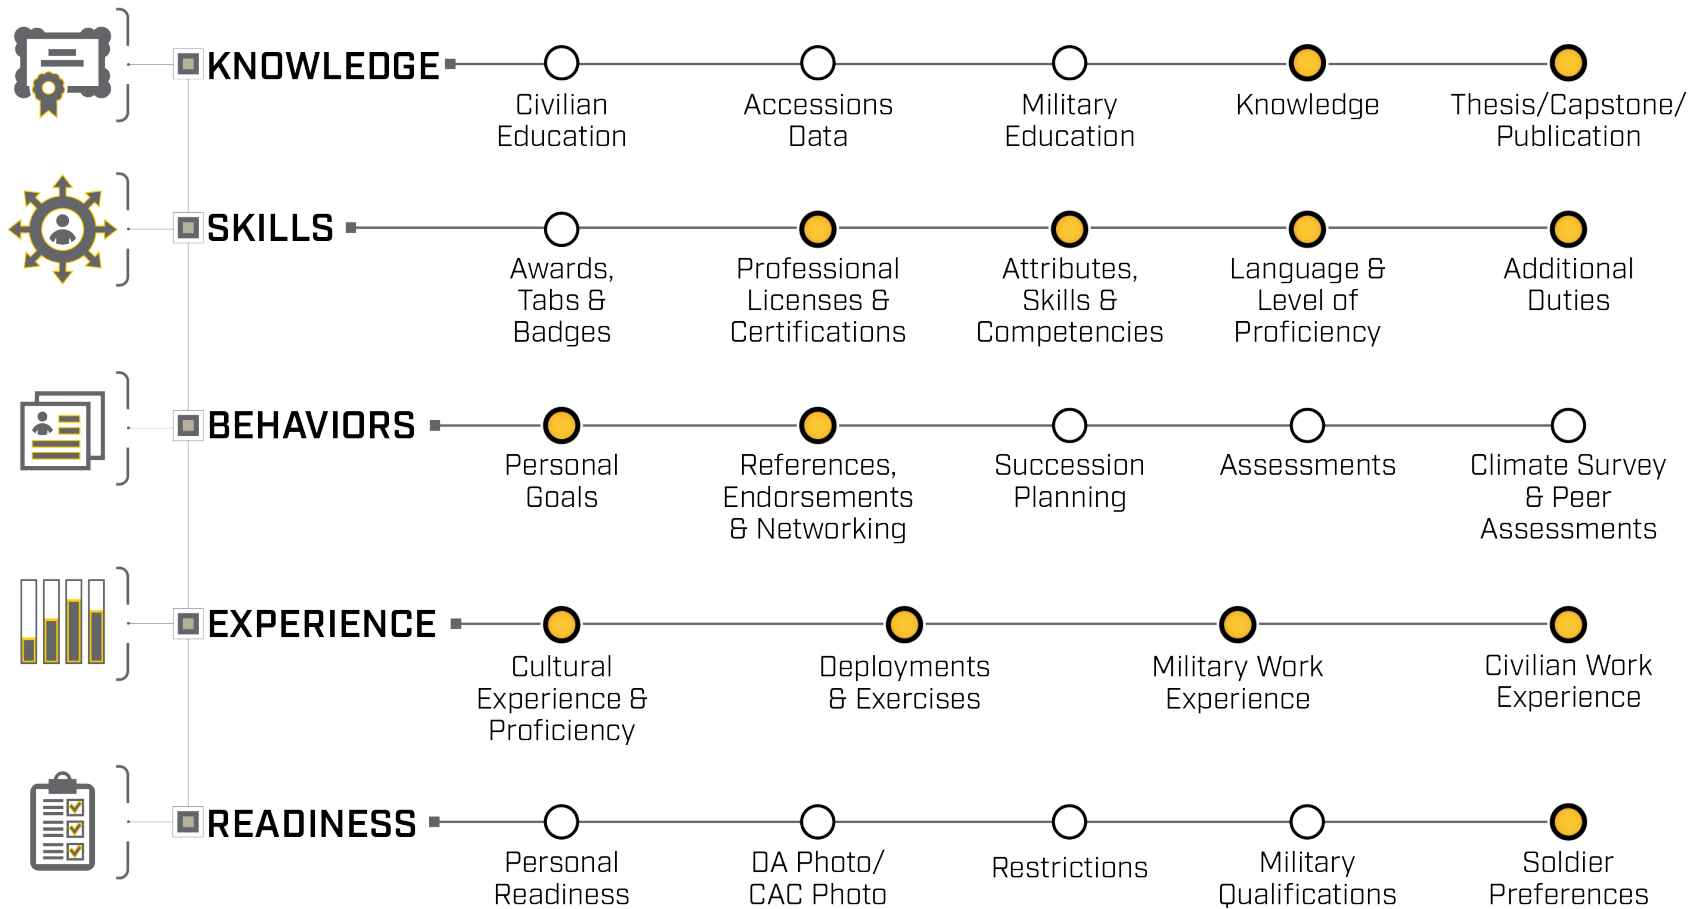 KNOWLEDGE
Civilian
Education
Accessions
Data
Military
Education
Knowledge
Thesis/Capstone/
Publication
SKILLS
Awards,
Tabs &
Badges
Professional
Licenses &
Certifications
Attributes,
Skills &
Competencies
Language &
Level of
Proficiency
Additional
Duties
BEHAVIORS
Personal
Goals
References,
Endorsements
& Networking
Succession
Planning
Assessments
Climate Survey
& Peer
Assessments
EXPERIENCE
Cultural
Experience &
Proficiency
Deployments
& Exercises
Military Work
Experience
Civilian Work
Experience
READINESS
Personal
Readiness
DA Photo/
CAC Photo
Restrictions
Military
Qualifications
Soldier
Preferences